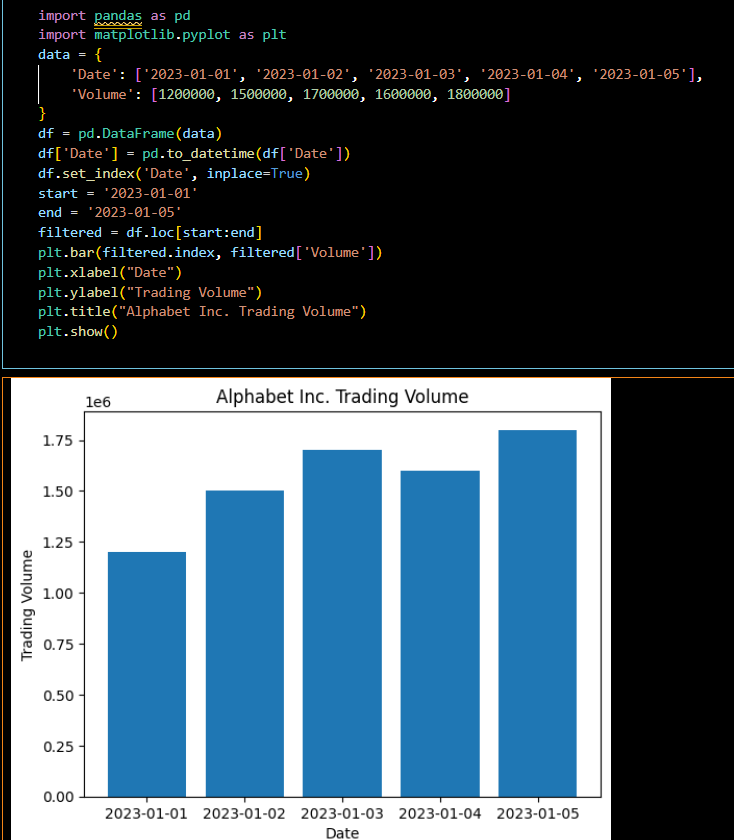 import pandas as pd
import matplotlib.pyplot as plt
data = {
    'Date': ['2023-01-01', '2023-01-02', '2023-01-03', '2023-01-04', '2023-01-05'],
    'Volume': [1200000, 1500000, 1700000, 1600000, 1800000]
}
df = pd.DataFrame(data)
df['Date'] = pd.to_datetime(df['Date'])
df.set_index('Date', inplace=True)
start = '2023-01-01'
end = '2023-01-05'
filtered = df.loc[start:end]
plt.bar(filtered.index, filtered['Volume'])
plt.xlabel("Date")
plt.ylabel("Trading Volume")
plt.title("Alphabet Inc. Trading Volume")
plt.show()
Alphabet Inc. Trading Volume
1e6
1.75
1.50
1.25
1.00
0.75
0.50
0.25
0.00
Trading Volume
2023-01-01 2023-01-02 2023-01-03 2023-01-04 2023-01-05
Date